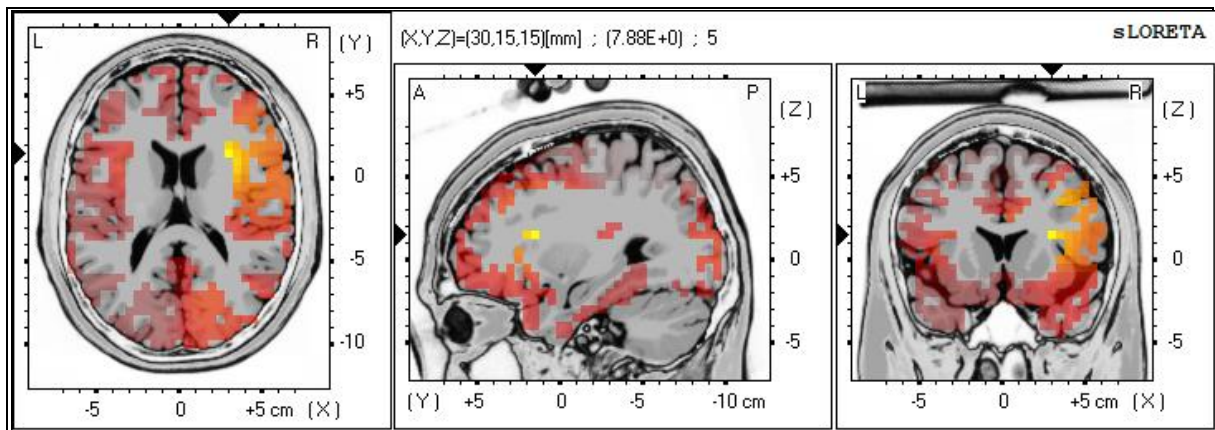 L R (Y)
+5
0
-5
-10
-5 0 +5 cm (X)
(X,Y,Z)=(30,15,15)[mm] ; (7.88E+0) ; 5
sLORETA
A P (Z)
+5
0
-5
(Y) +5 0 -5 -10 cm
L R (Z)
+5
0
-5
-5 0 +5 cm (X)